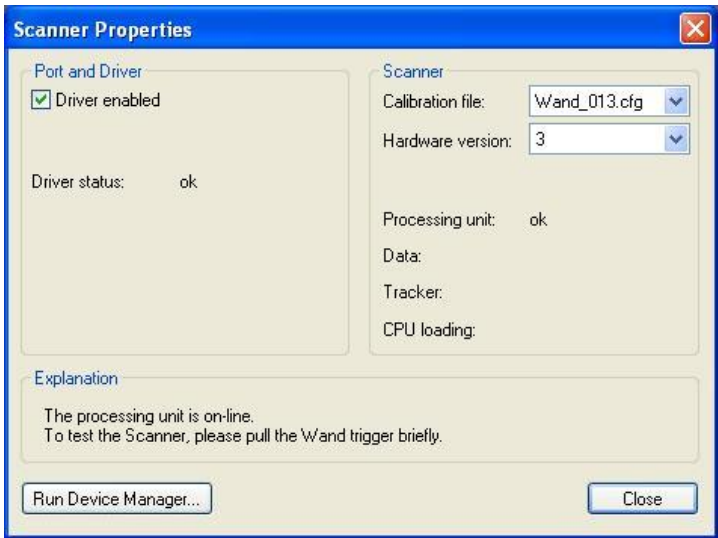 Scanner Properties
Port and Driver
Driver enabled
Driver status: ok
Scanner
Calibration file: Wand_013.cfg
Hardware version: 3
Processing unit: ok
Data:
Tracker:
CPU loading:
Explanation
The processing unit is on-line.
To test the Scanner, please pull the Wand trigger briefly.
Run Device Manager...
Close